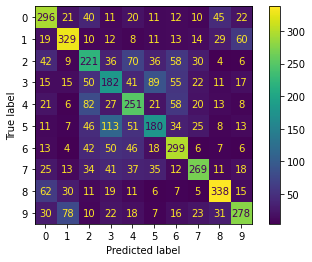 0 296 21 40 11 20 11 12 10 45 22
1 19 329 10 12 8 11 13 14 29 60
2 42 9 221 36 70 36 58 30 4 6
3 15 15 50 182 41 89 55 22 11 17
4 21 6 82 27 251 21 58 20 13 8
5 11 7 46 113 51 180 34 25 8 13
6 13 4 42 50 46 18 299 6 7 6
7 25 13 34 41 37 35 12 269 11 18
8 62 30 11 19 11 6 7 5 338 15
9 30 78 10 22 18 7 16 23 31 278
0 1 2 3 4 5 6 7 8 9
Predicted label
True label
300
250
200
150
100
50